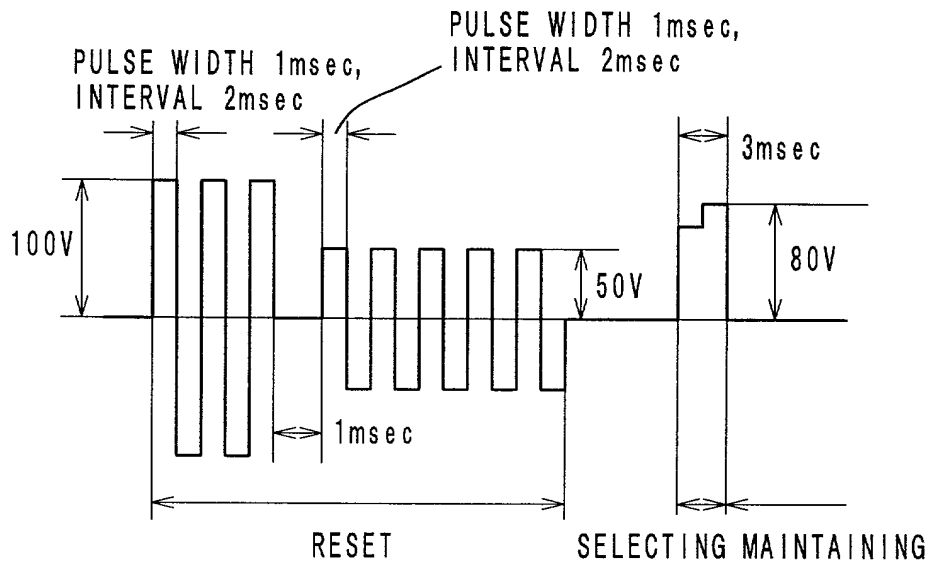 PULSE WIDTH 1msec,
INTERVAL 2msec
PULSE WIDTH 1msec,
INTERVAL 2msec
3msec
100V
50V
80V
1msec
RESET
SELECTING
MAINTAINING